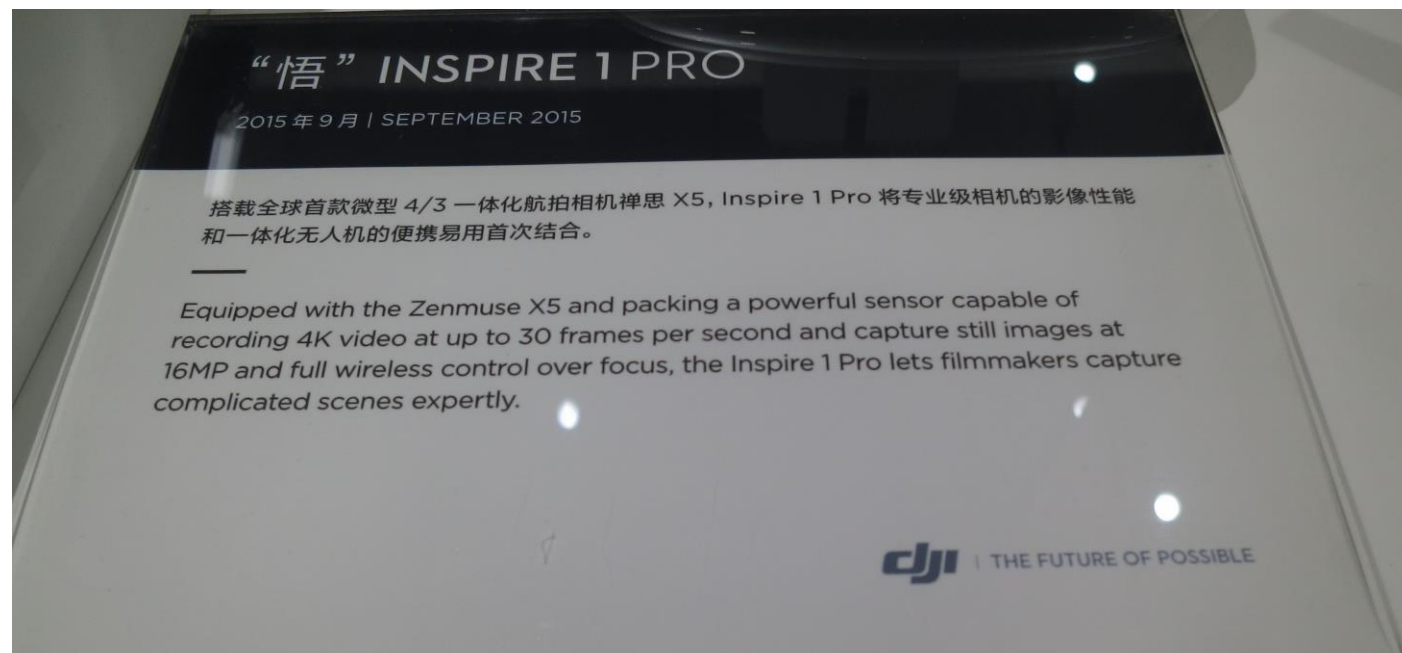 “悟” INSPIRE 1 PRO
2015 年 9 月 | SEPTEMBER 2015
搭载全球首款微型 4/3 一体化航拍相机禅思 X5, Inspire 1 Pro 将专业级相机的影像性能
和一体化无人机的便携易用首次结合。
Equipped with the Zenmuse X5 and packing a powerful sensor capable of
recording 4K video at up to 30 frames per second and capture still images at
16MP and full wireless control over focus, the Inspire 1 Pro lets filmmakers capture
complicated scenes expertly.
dji | THE FUTURE OF POSSIBLE